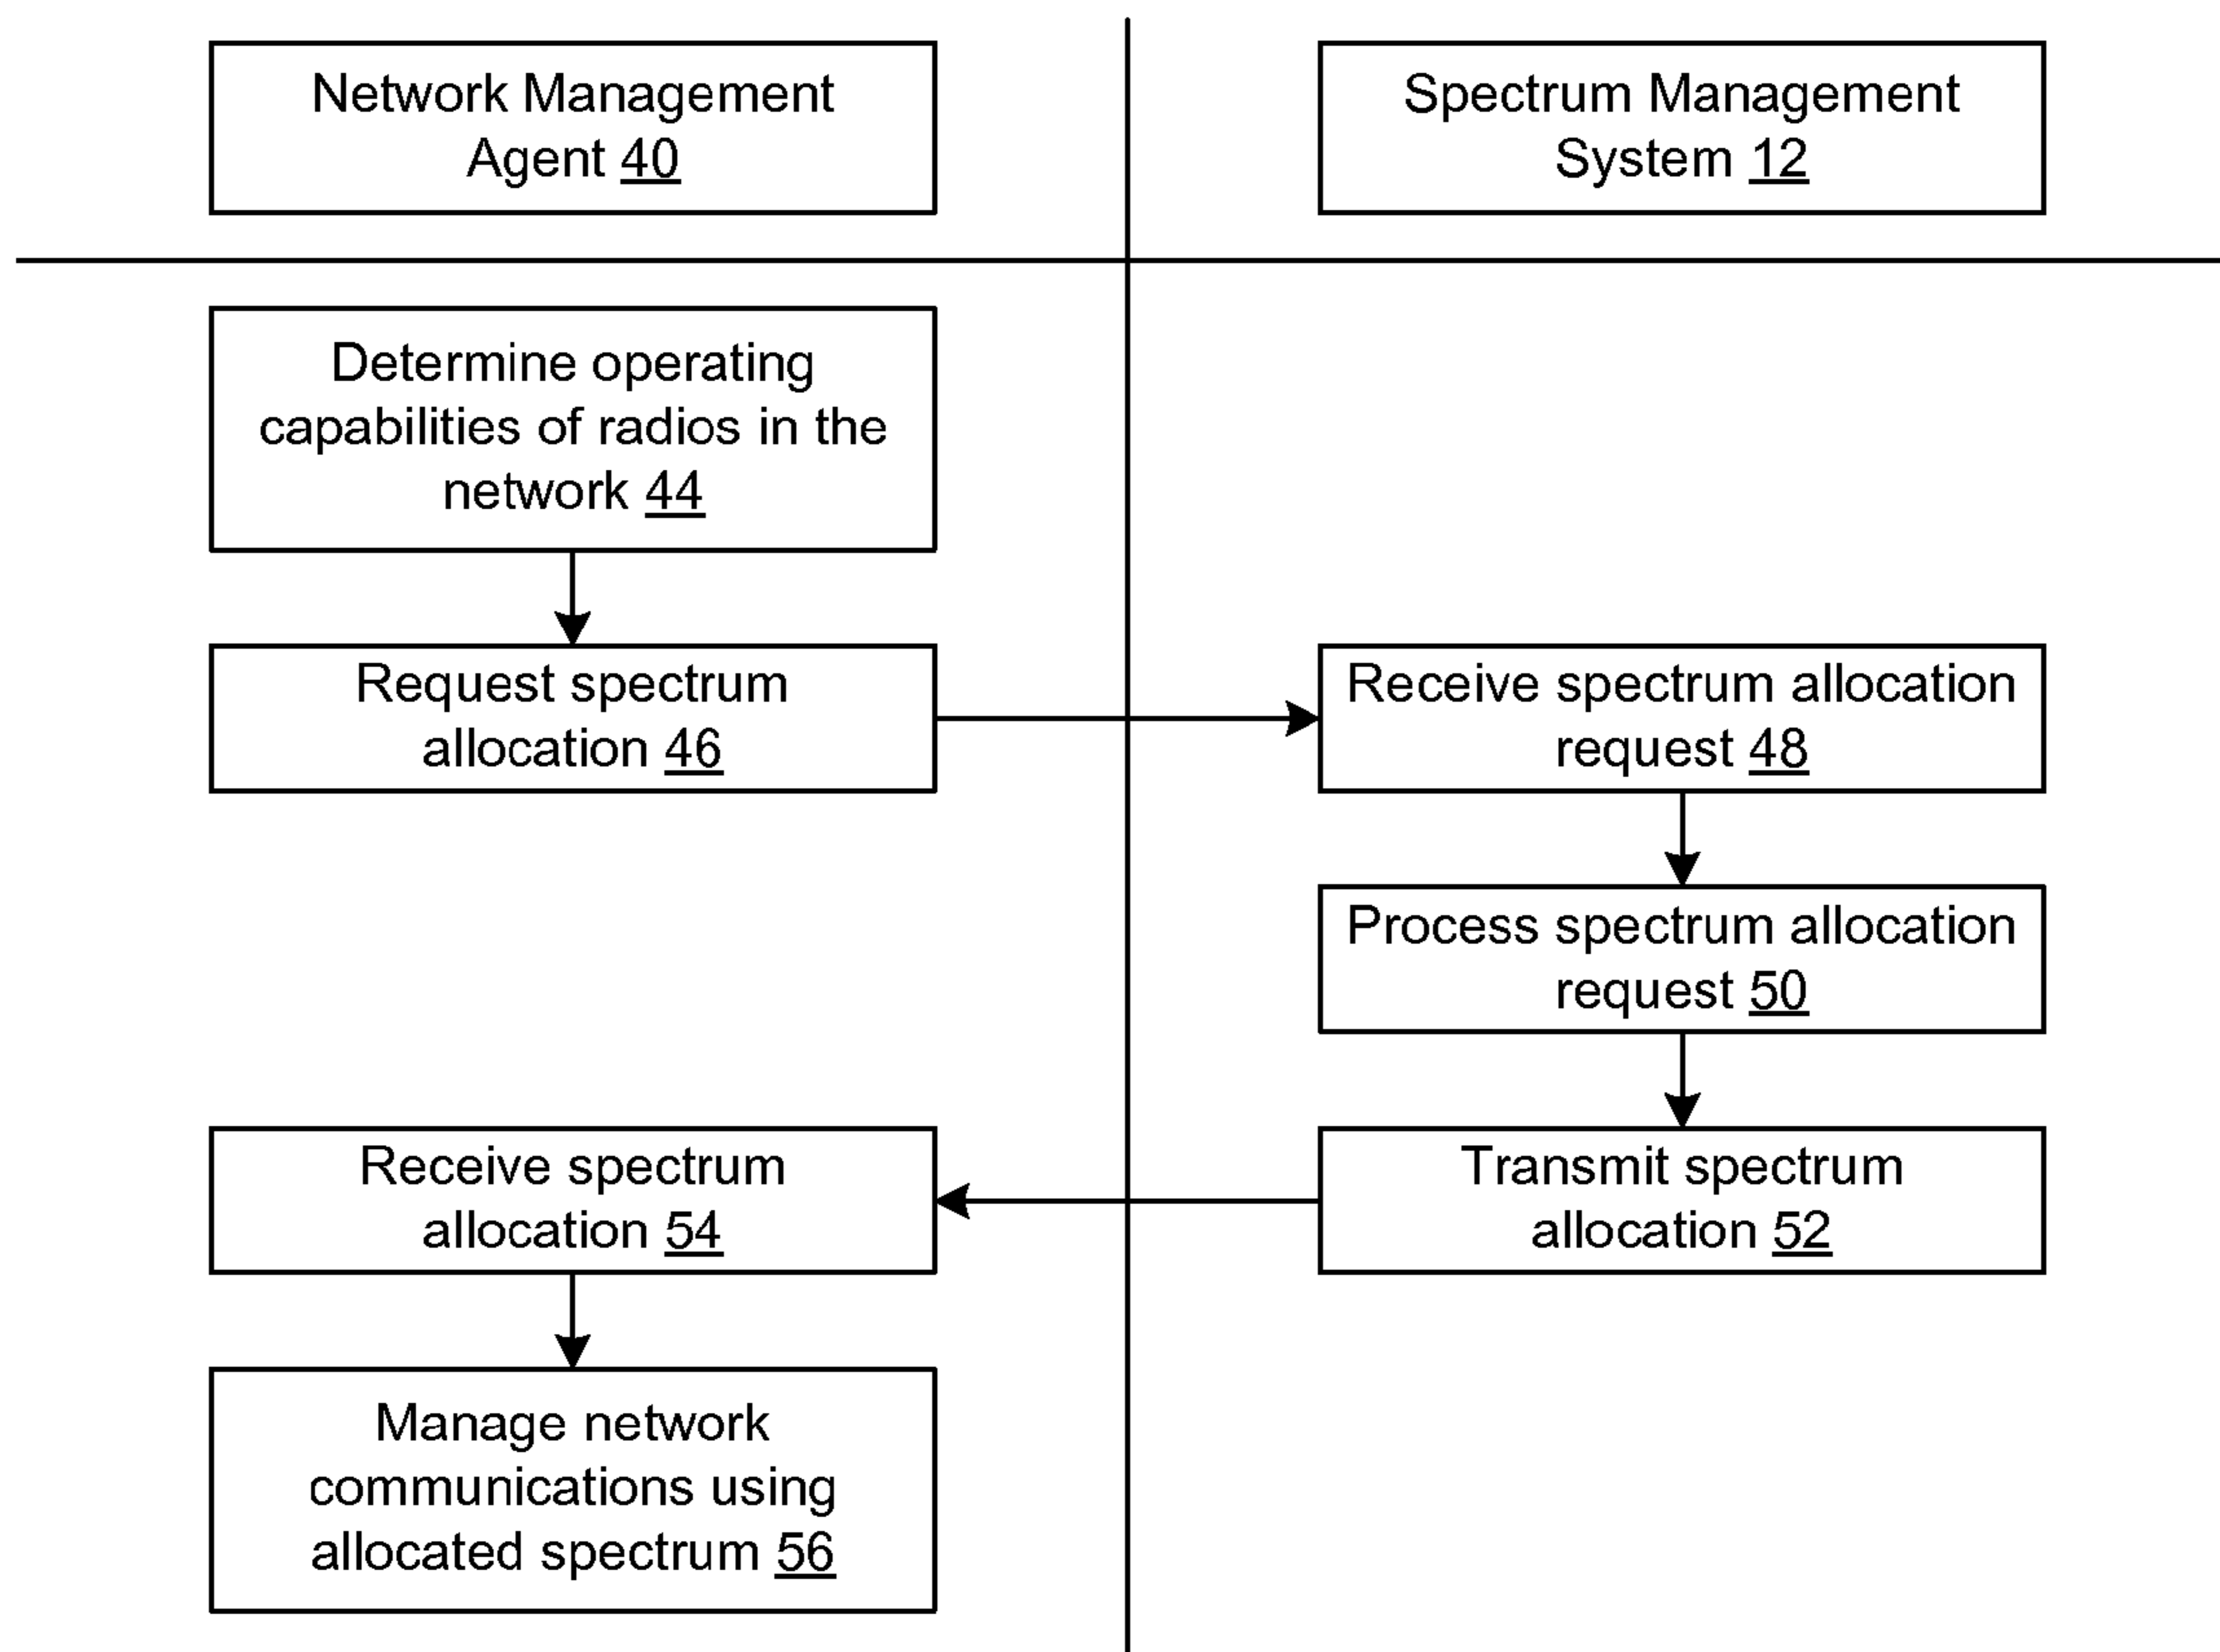 Network Management
Agent 40
Spectrum Management
System 12
Determine operating
capabilities of radios in the
network 44
Request spectrum
allocation 46
Receive spectrum allocation
request 48
Process spectrum allocation
request 50
Transmit spectrum
allocation 52
Receive spectrum
allocation 54
Manage network
communications using
allocated spectrum 56